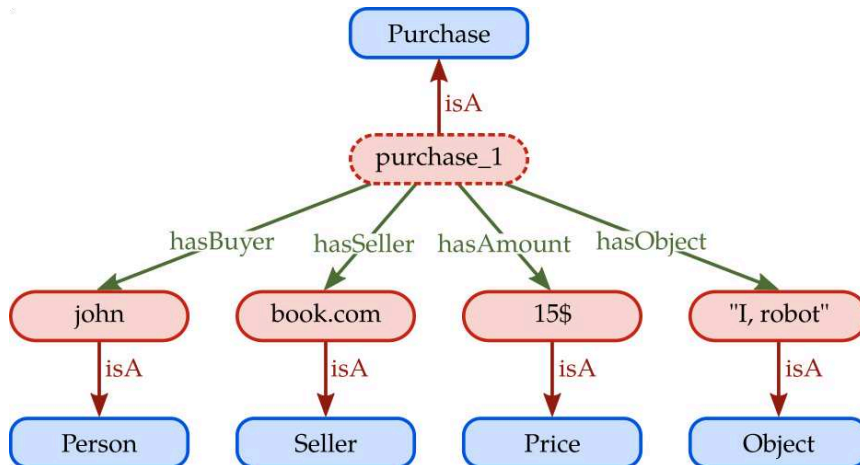 Purchase
isA
purchase_1
hasBuyer hasSeller hasAmount hasObject
john book.com 15$ "I, robot"
isA isA isA isA
Person Seller Price Object